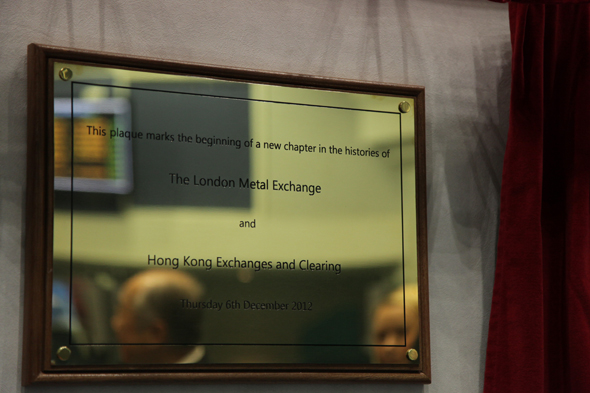 This plaque marks the beginning of a new chapter in the histories of
The London Metal Exchange
and
Hong Kong Exchanges and Clearing
Thursday 6th December 2012